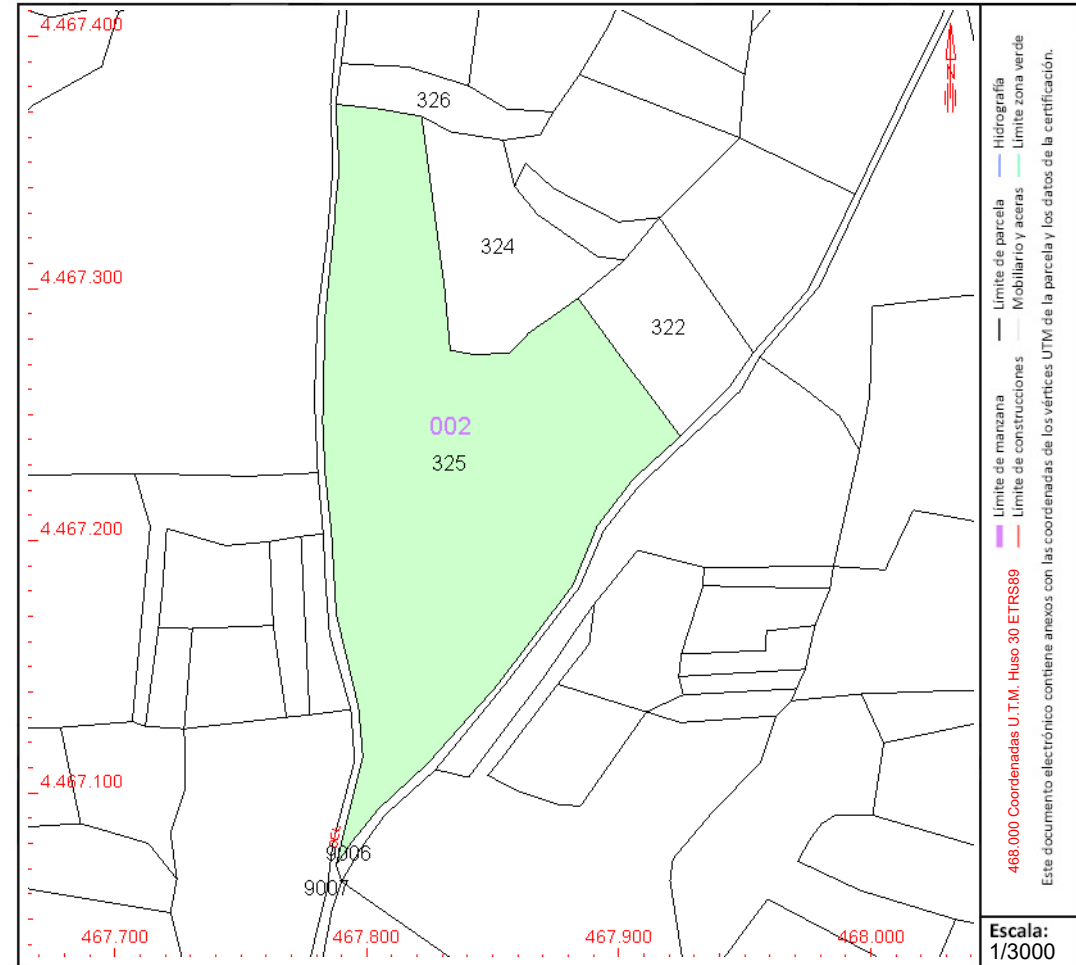 4.467.400
326
324
4.467.300
322
002
325
4.467.200
4.467.100
9006
9007
467.700
467.800
467.900
468.000
N
468.000 Coordenadas U.T.M. Huso 30 ETRS89
Límite de manzana
Límite de parcela
Hidrografía
Límite de construcciones
Mobiliario y aceras
Límite zona verde
Este documento electrónico contiene anexos con las coordenadas de los vértices UTM de la parcela y los datos de la certificación.
Escala:
1/3000